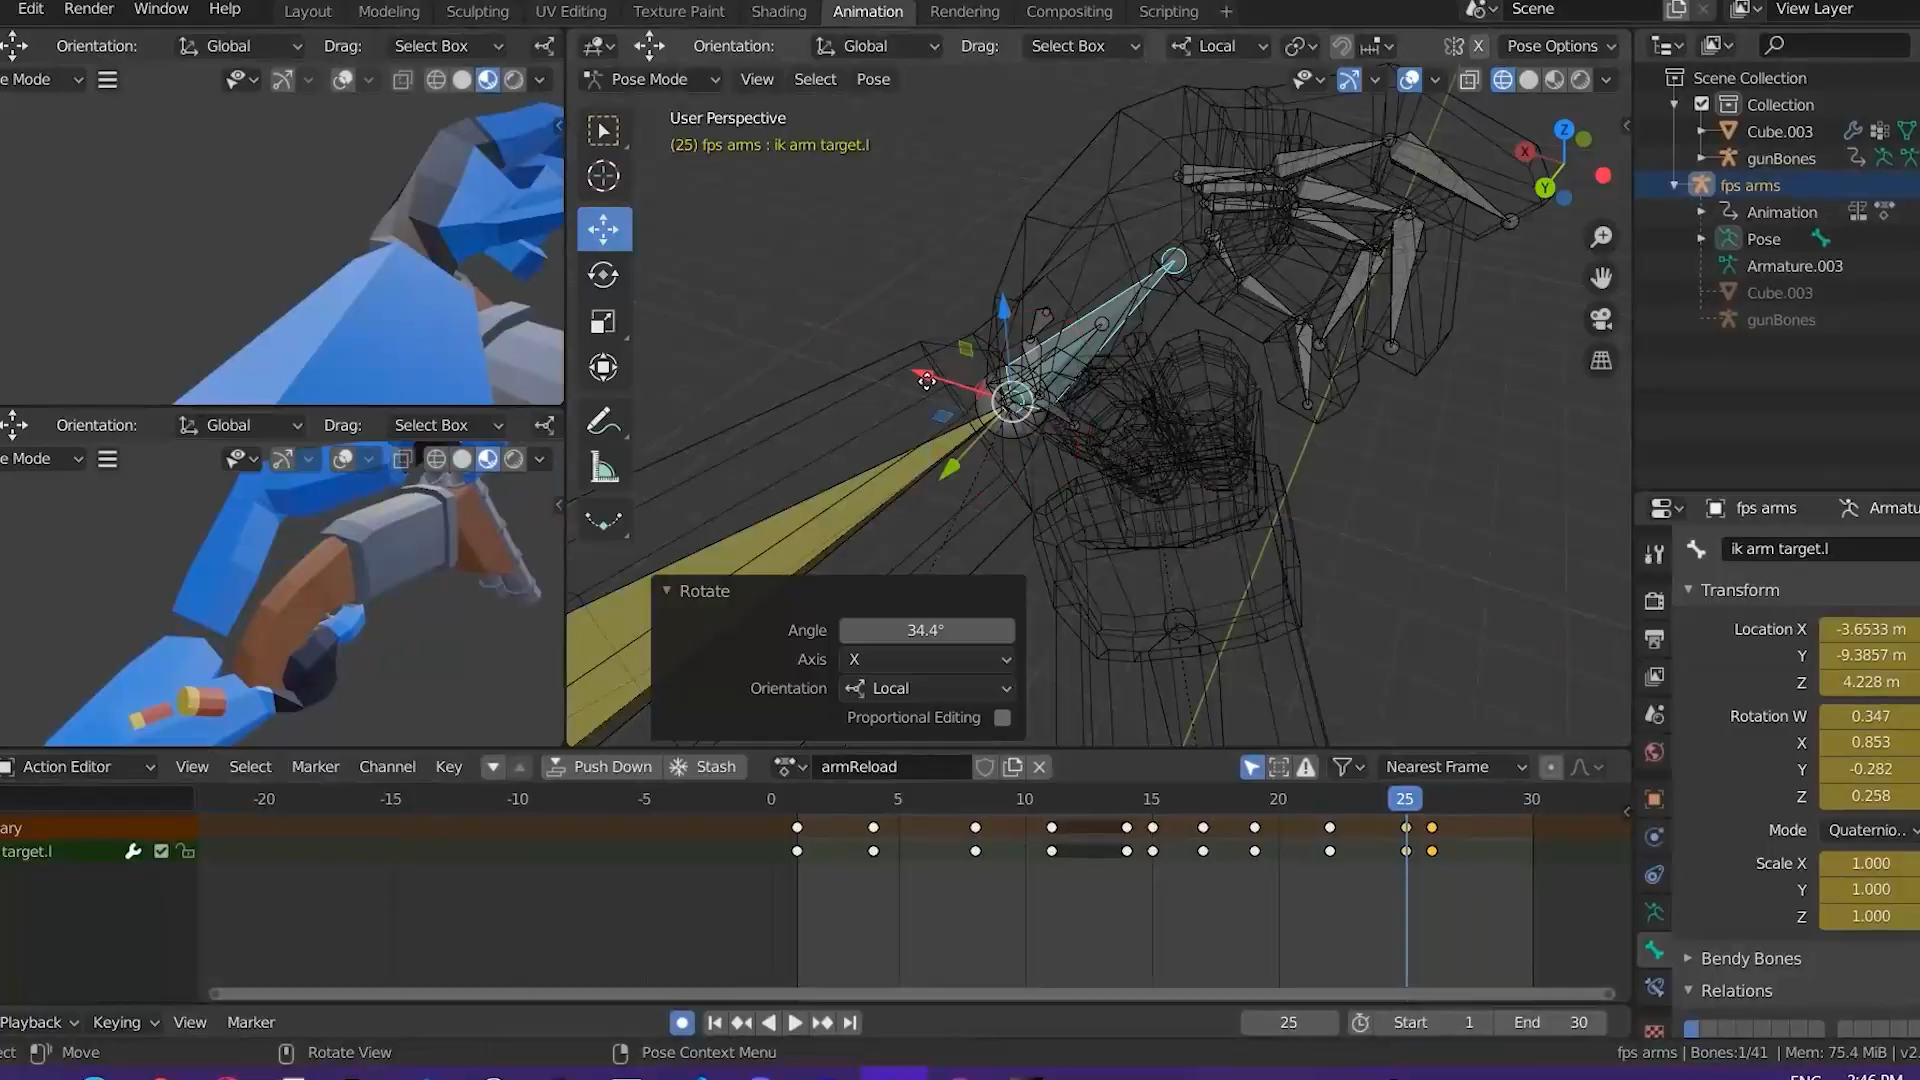 Edit Render Window Help Layout Modeling Sculpting UV Editing Texture Paint Shading Animation Rendering Compositing Scripting + Scene View Layer
Orientation: Global Drag: Select Box Orientation: Global Drag: Select Box Local X Pose Options
e Mode Pose Mode View Select Pose
Scene Collection
Collection
Cube.003
gunBones
fps arms
Animation
Pose
Armature.003
Cube.003
gunBones
User Perspective
(25) fps arms : ik arm target.l
Z
X
Y
Orientation: Global Drag: Select Box
e Mode
Rotate
Angle 34.4°
Axis X
Orientation Local
Proportional Editing
fps arms Armatu
ik arm target.l
Transform
Location X -3.6533 m
Y -9.3857 m
Z 4.228 m
Rotation W 0.347
X 0.853
Y -0.282
Z 0.258
Mode Quaternio..
Scale X 1.000
Y 1.000
Z 1.000
Bendy Bones
Relations
Action Editor View Select Marker Channel Key Push Down Stash armReload Nearest Frame
-20 -15 -10 -5 0 5 10 15 20 25 30
ary
target.l
Playback Keying View Marker 25 Start 1 End 30
ect Move Rotate View Pose Context Menu fps arms | Bones:1/41 | Mem: 75.4 MiB | v2.